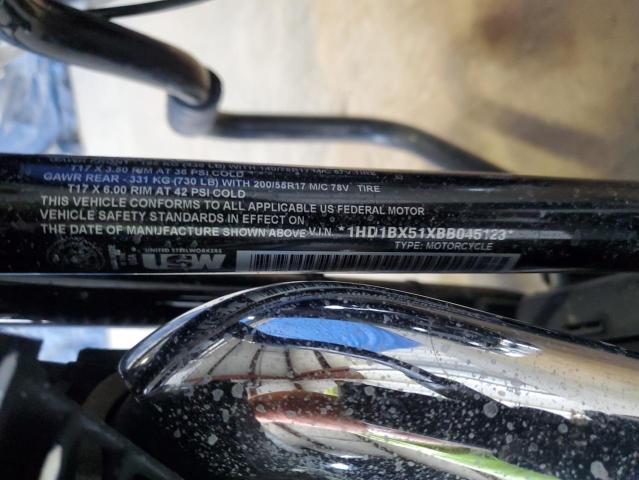 T17 X 3.50 RIM AT 36 PSI COLD
GAWR REAR - 331 KG (730 LB) WITH 200/55R17 M/C 78V TIRE
T17 X 6.00 RIM AT 42 PSI COLD
THIS VEHICLE CONFORMS TO ALL APPLICABLE US FEDERAL MOTOR
VEHICLE SAFETY STANDARDS IN EFFECT ON
THE DATE OF MANUFACTURE SHOWN ABOVE V.I.N. *1HD1BX51XBB045123*
TYPE: MOTORCYCLE
UNITED STEELWORKERS
USW